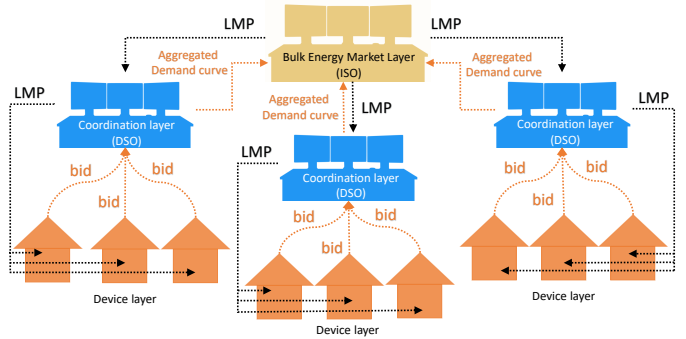 LMP
LMP
Bulk Energy Market Layer
(ISO)
Aggregated
Demand curve
Aggregated
Demand curve
Aggregated
Demand curve
LMP
LMP
LMP
LMP
Coordination layer
(DSO)
Coordination layer
(DSO)
Coordination layer
(DSO)
bid
bid
bid
bid
bid
bid
bid
bid
bid
Device layer
Device layer
Device layer